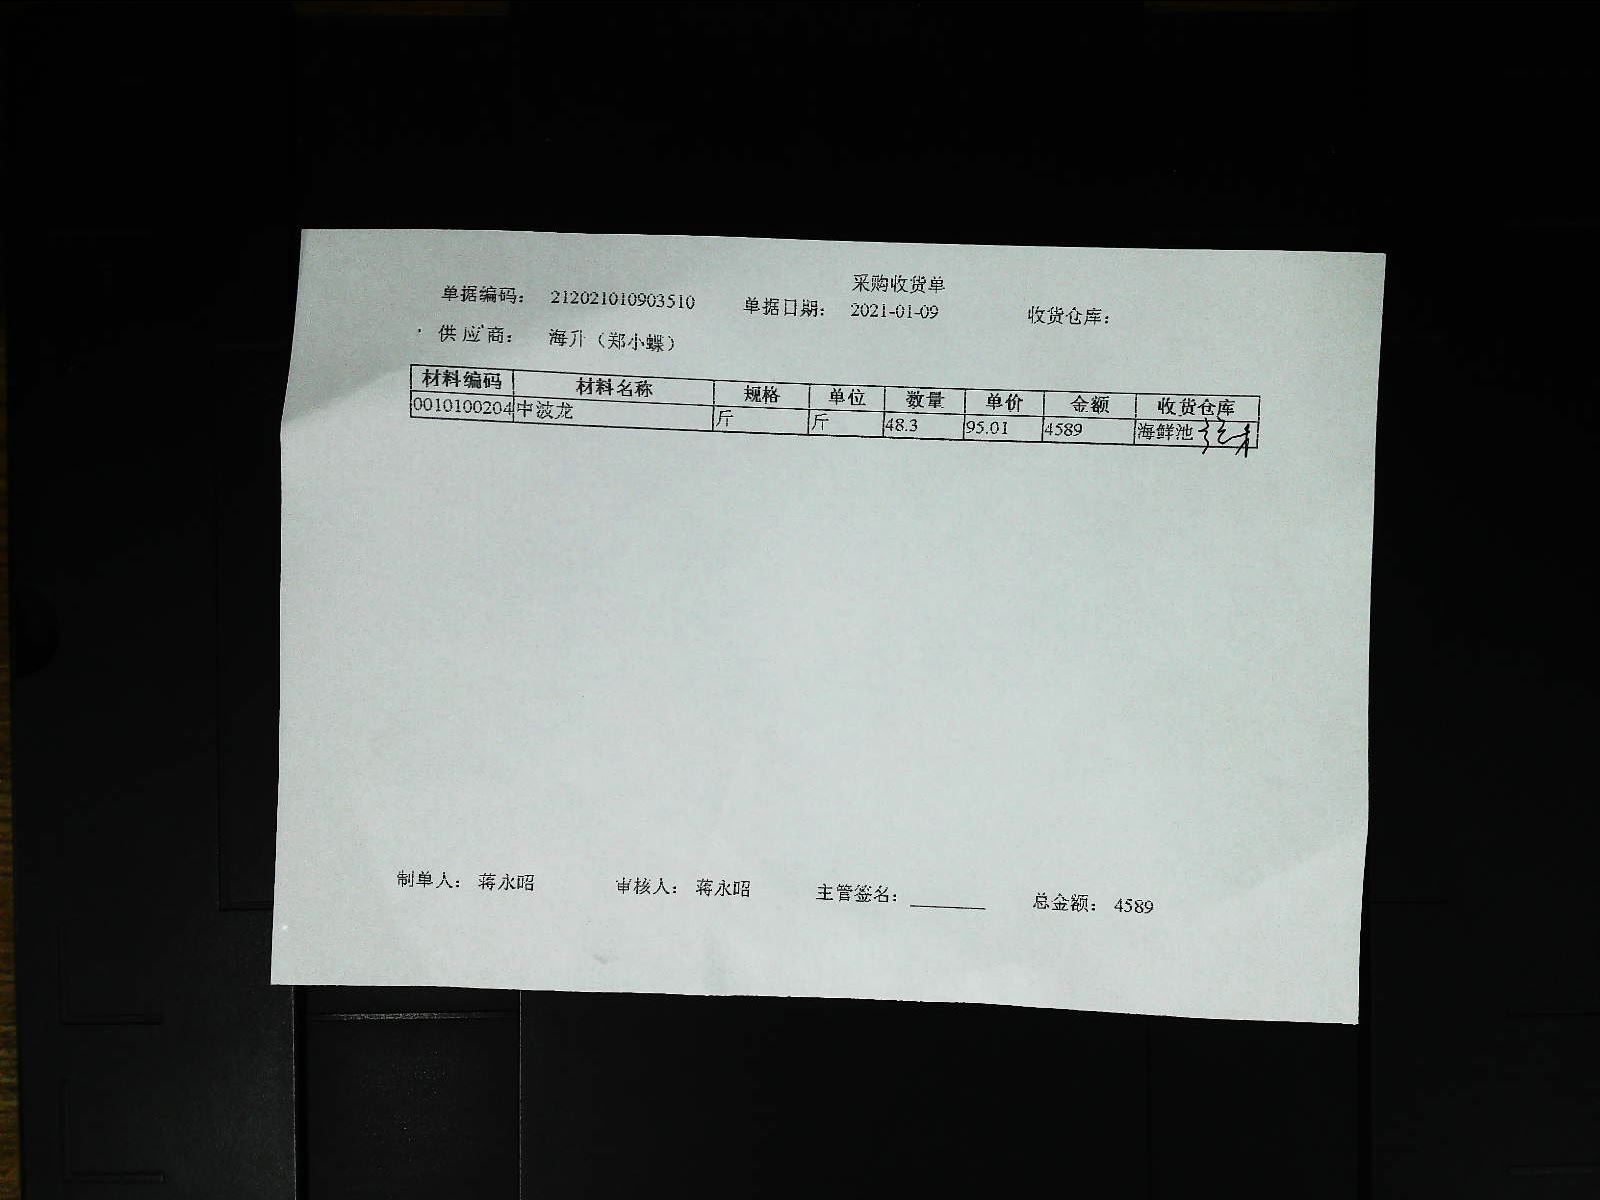 采购收货单
单据编码： 212021010903510 单据日期： 2021-01-09 收货仓库：
供应商： 海升（郑小蝶）
材料编码 材料名称 规格 单位 数量 单价 金额 收货仓库
0010100204 中波龙 斤 斤 48.3 95.01 4589 海鲜池
制单人： 蒋永昭 审核人： 蒋永昭 主管签名： 总金额： 4589